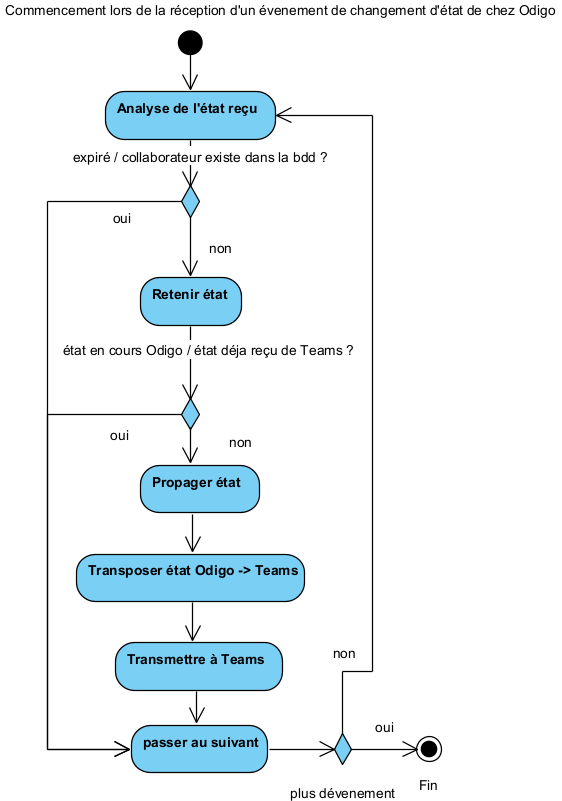 Commencement lors de la réception d'un évenement de changement d'état de chez Odigo
Analyse de l'état reçu
expiré / collaborateur existe dans la bdd ?
oui
non
Retenir état
état en cours Odigo / état déja reçu de Teams ?
oui
non
Propager état
Transposer état Odigo -> Teams
Transmettre à Teams
non
passer au suivant
oui
plus dévenement
Fin